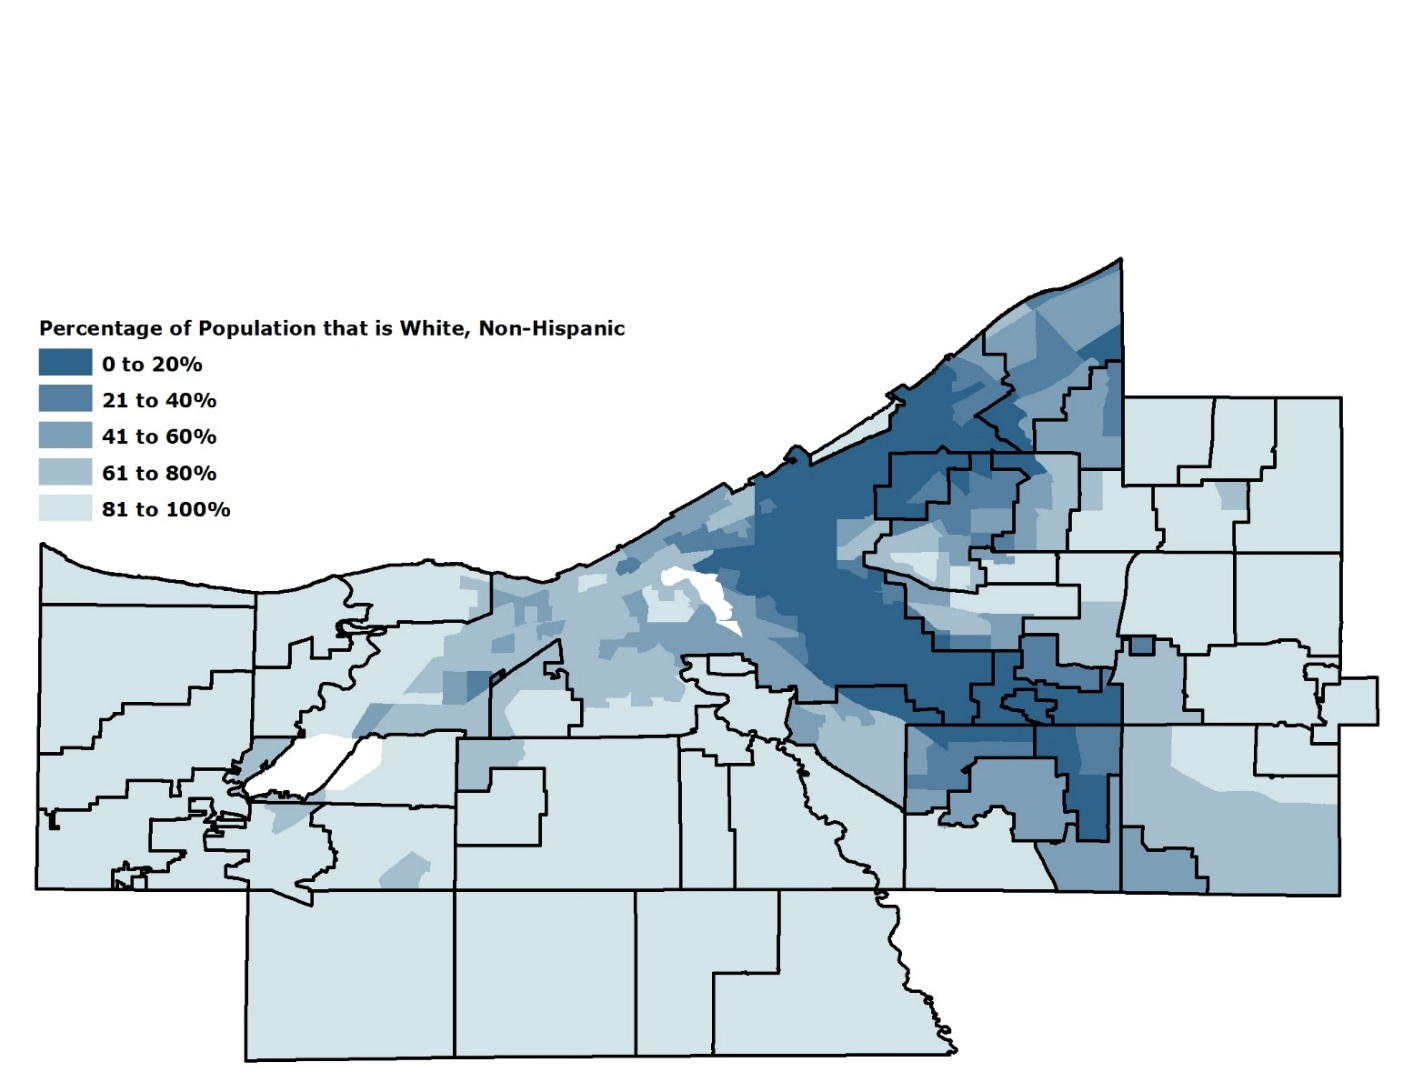 Percentage of Population that is White, Non-Hispanic
0 to 20%
21 to 40%
41 to 60%
61 to 80%
81 to 100%